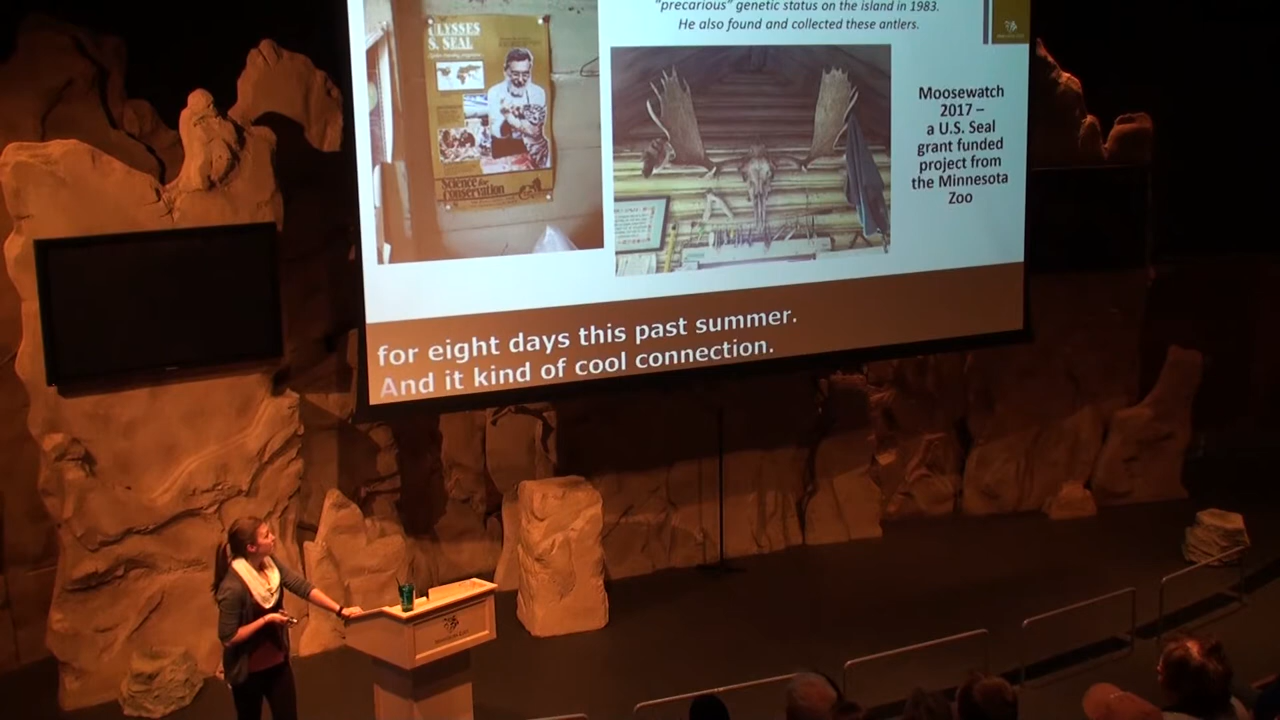 "precarious" genetic status on the island in 1983.
He also found and collected these antlers.
ULYSSES
S. SEAL
Science for
Conservation
Moosewatch
2017 –
a U.S. Seal
grant funded
project from
the Minnesota
Zoo
for eight days this past summer.
And it kind of cool connection.